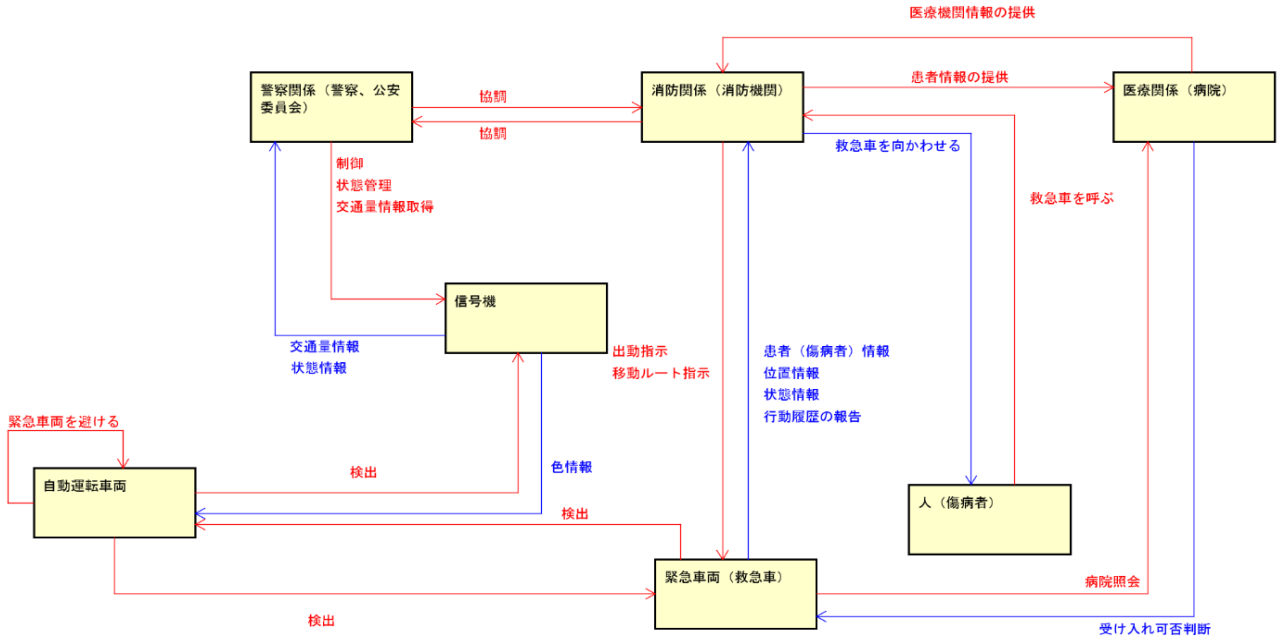 医療機関情報の提供
警察関係（警察、公安
委員会）
協調
協調
消防関係（消防機関）
患者情報の提供
医療関係（病院）
救急車を向かわせる
救急車を呼ぶ
制御
状態管理
交通量情報取得
信号機
交通量情報
状態情報
出動指示
移動ルート指示
患者（傷病者）情報
位置情報
状態情報
行動履歴の報告
緊急車両を避ける
自動運転車両
検出
色情報
検出
人（傷病者）
緊急車両（救急車）
病院照会
検出
受け入れ可否判断